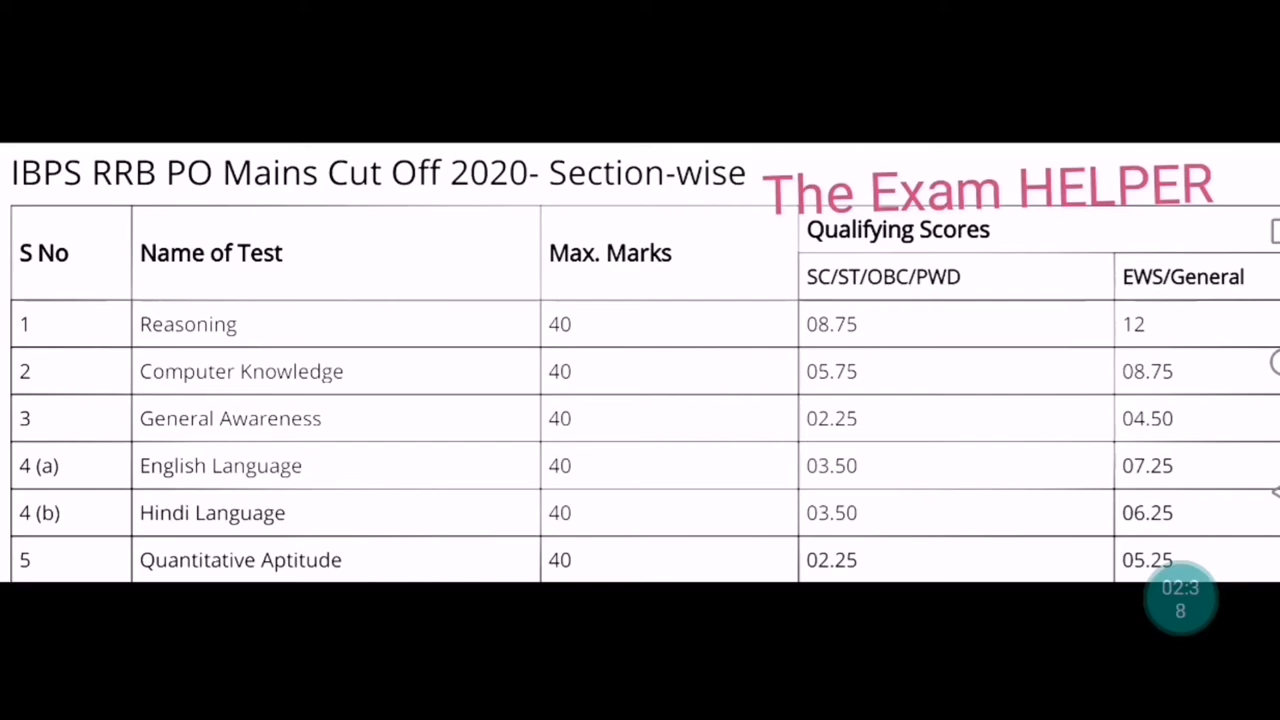 IBPS RRB PO Mains Cut Off 2020- Section-wise
The Exam HELPER
S No Name of Test Max. Marks Qualifying Scores
SC/ST/OBC/PWD EWS/General
1 Reasoning 40 08.75 12
2 Computer Knowledge 40 05.75 08.75
3 General Awareness 40 02.25 04.50
4 (a) English Language 40 03.50 07.25
4 (b) Hindi Language 40 03.50 06.25
5 Quantitative Aptitude 40 02.25 05.25
02:3
8